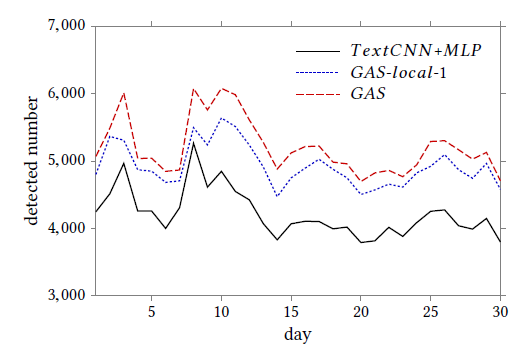 7,000
6,000
5,000
4,000
3,000
detected number
TextCNN+MLP
GAS-local-1
GAS
5 10 15 20 25 30
day